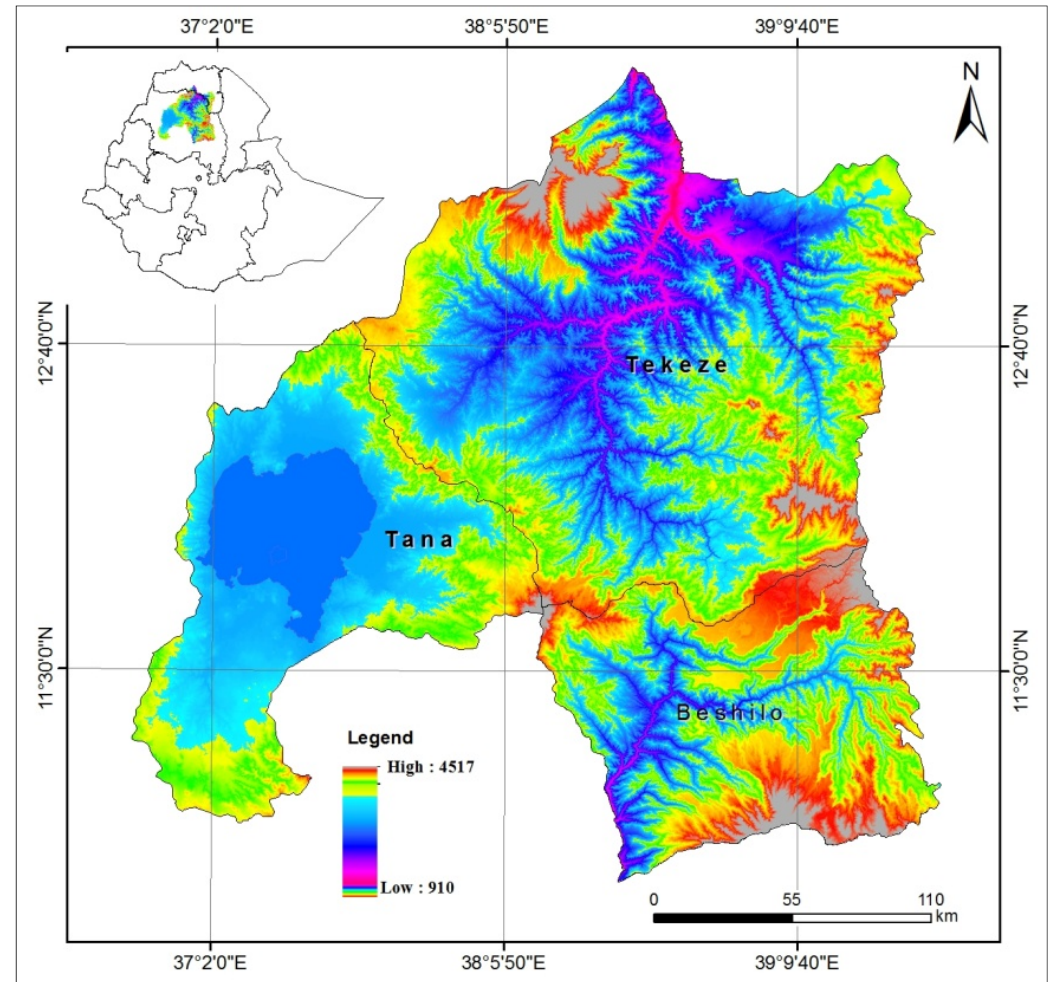 37°2'0"E 38°5'50"E 39°9'40"E
N
12°40'0"N 12°40'0"N
Tekeze
Tana
11°30'0"N 11°30'0"N
Beshilo
Legend
High : 4517
Low : 910
0 55 110
km
37°2'0"E 38°5'50"E 39°9'40"E